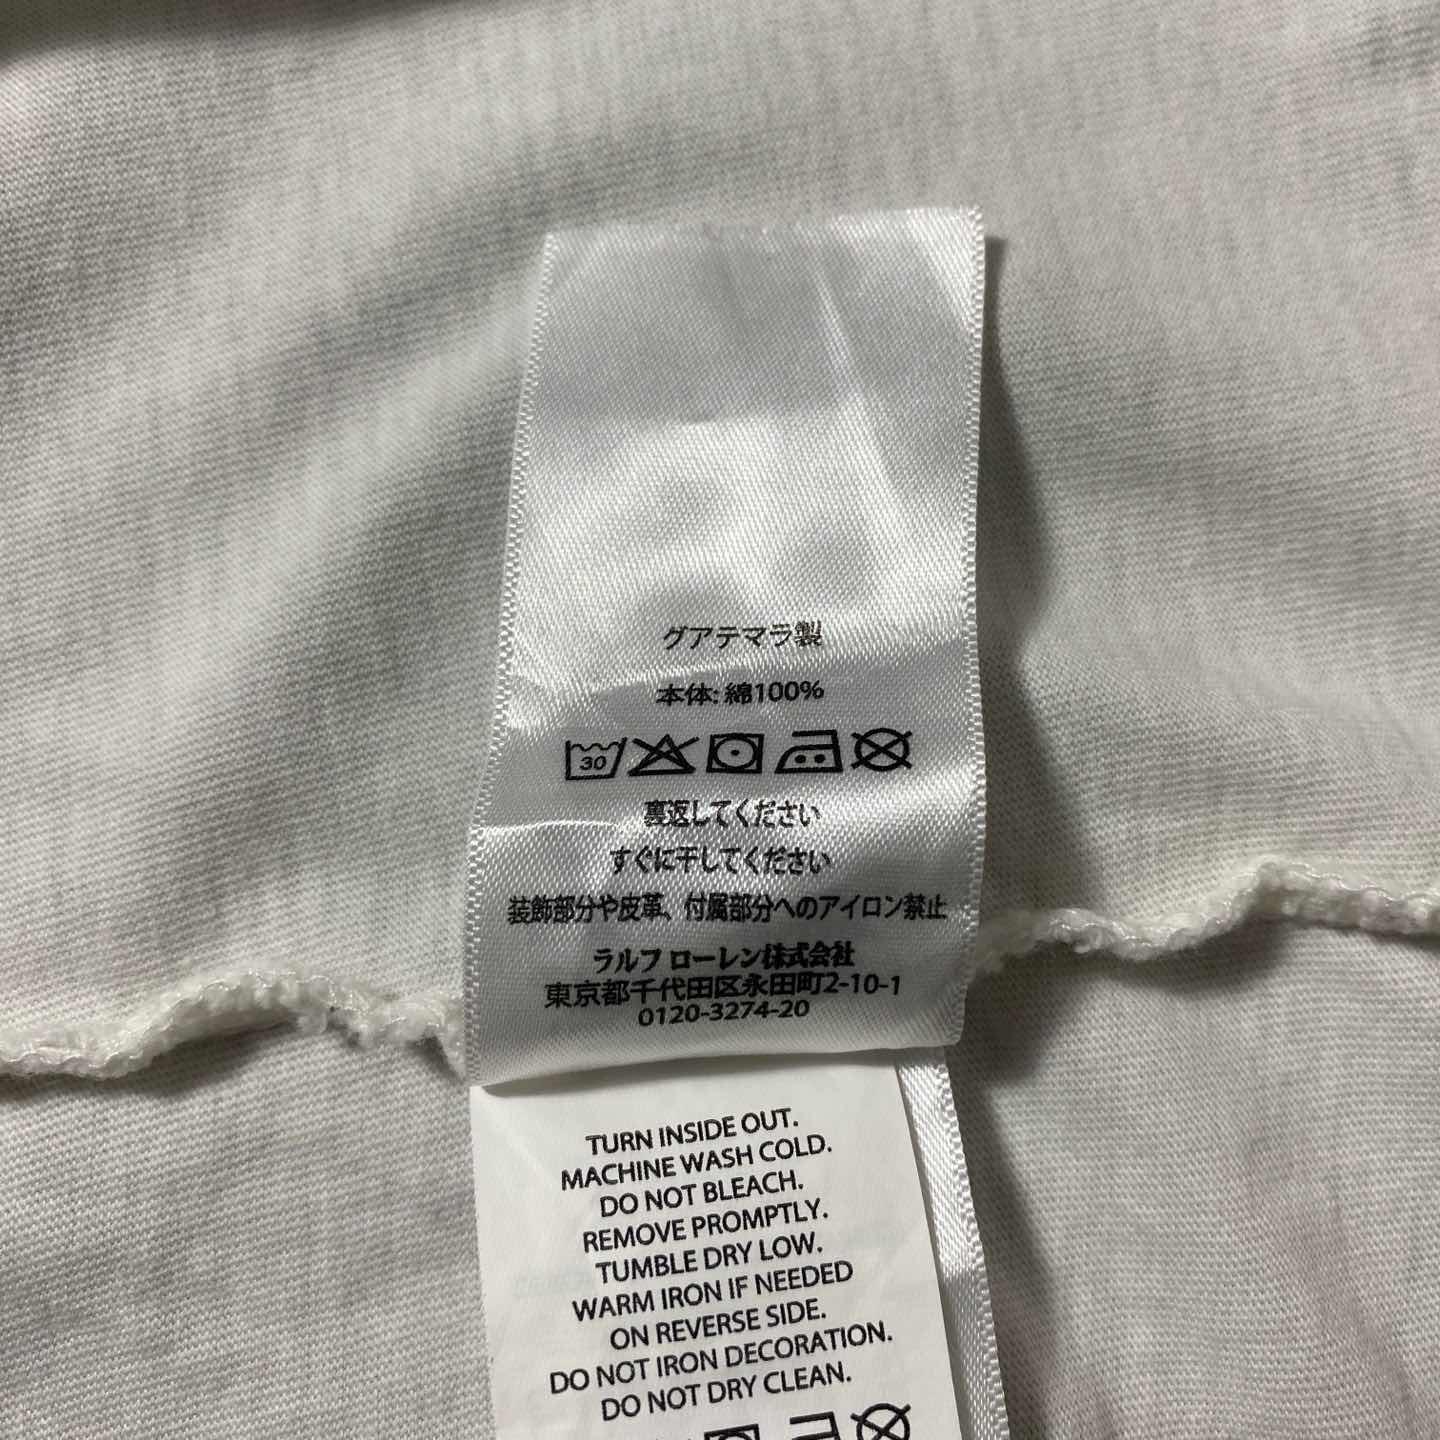 グアテマラ製
本体: 綿100%
30
裏返してください
すぐに干してください
装飾部分や皮革、付属部分へのアイロン禁止
ラルフ ローレン株式会社
東京都千代田区永田町2-10-1
0120-3274-20
TURN INSIDE OUT.
MACHINE WASH COLD.
DO NOT BLEACH.
REMOVE PROMPTLY.
TUMBLE DRY LOW.
WARM IRON IF NEEDED
ON REVERSE SIDE.
DO NOT IRON DECORATION.
DO NOT DRY CLEAN.